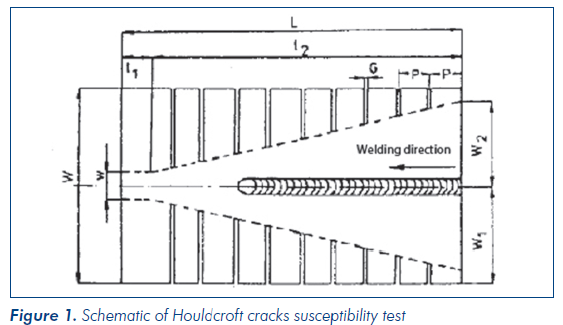 L
l2
l1
G
P P
Welding direction
W
w
W2
W1
Figure 1. Schematic of Houldcroft cracks susceptibility test